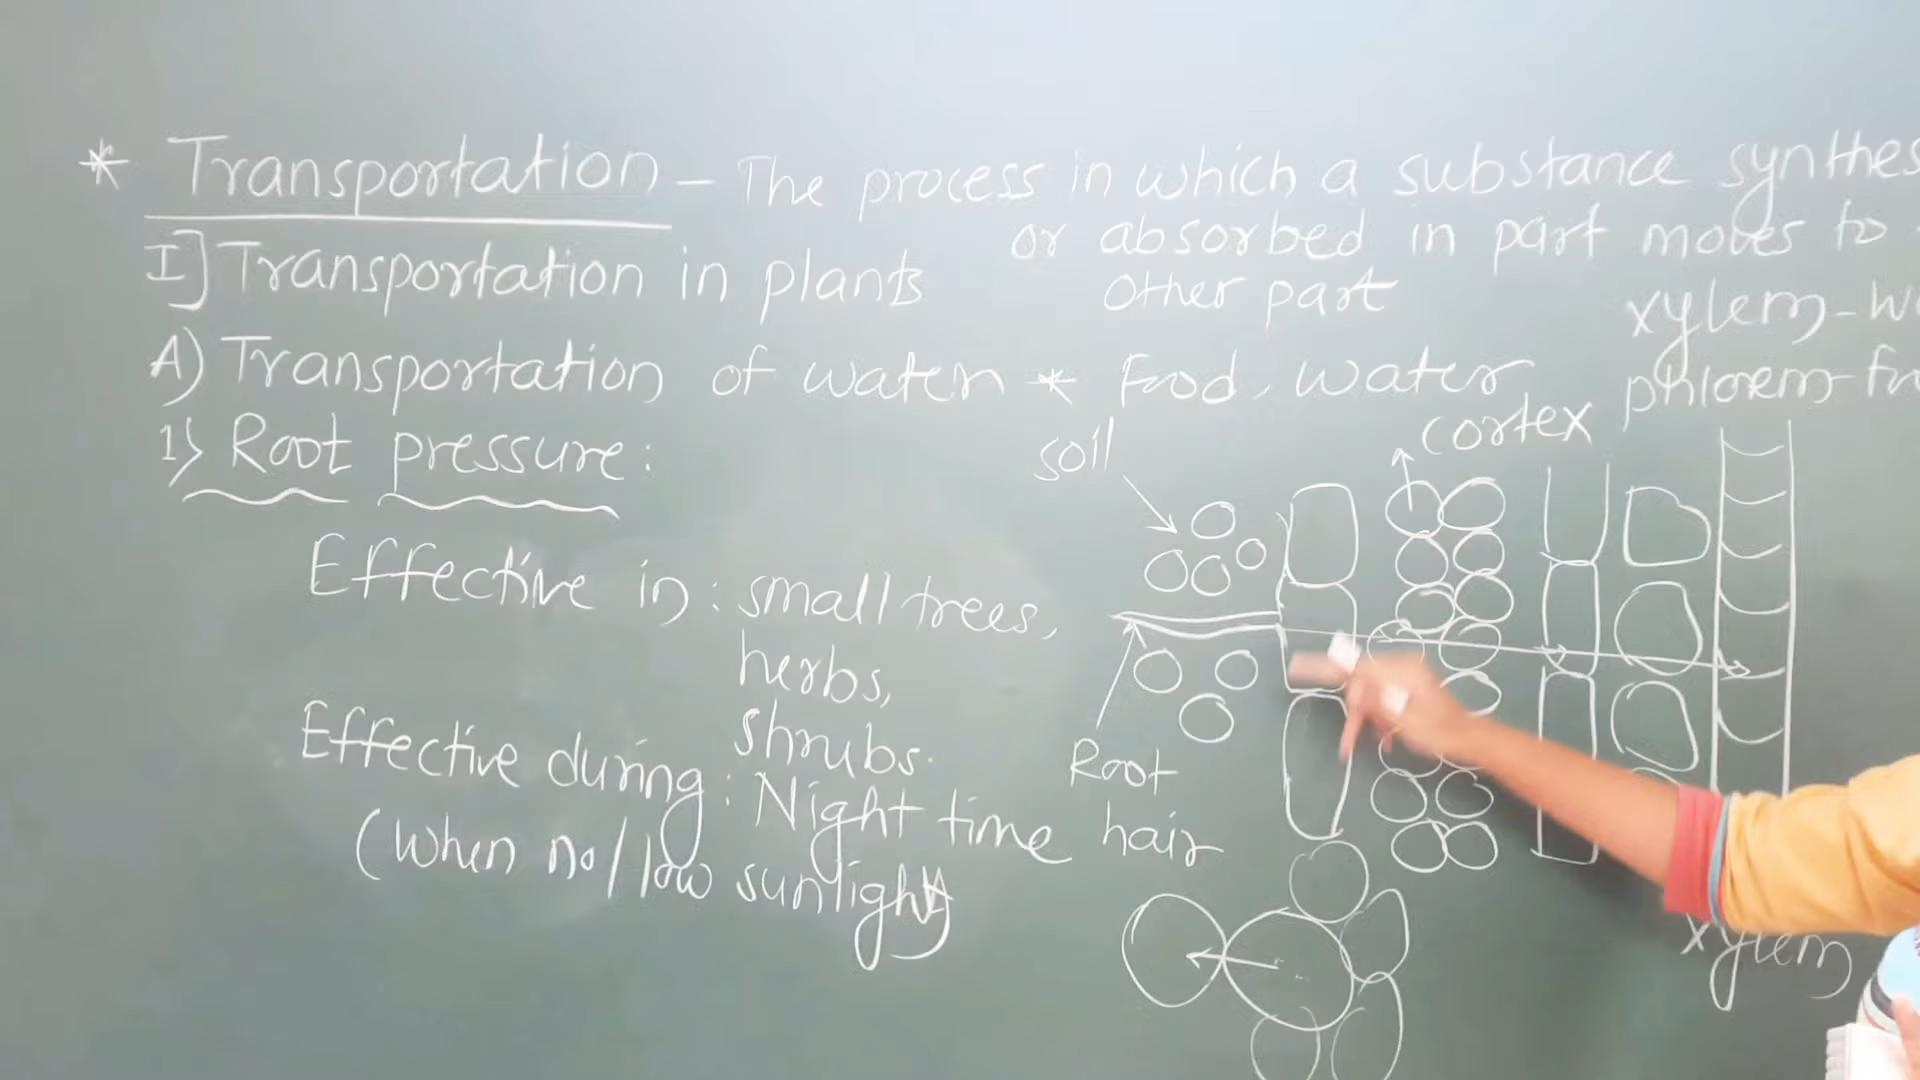 * Transportation - The process in which a substance synthes
or absorbed in part moves to
other part
I] Transportation in plants
xylem - w
A) Transportation of water * Food, water
phloem - Fo
1) Root pressure:
soil
cortex
Effective in: small trees,
herbs,
shrubs.
Effective during: Night time
(When no/low sunlight)
Root
hair
xylem